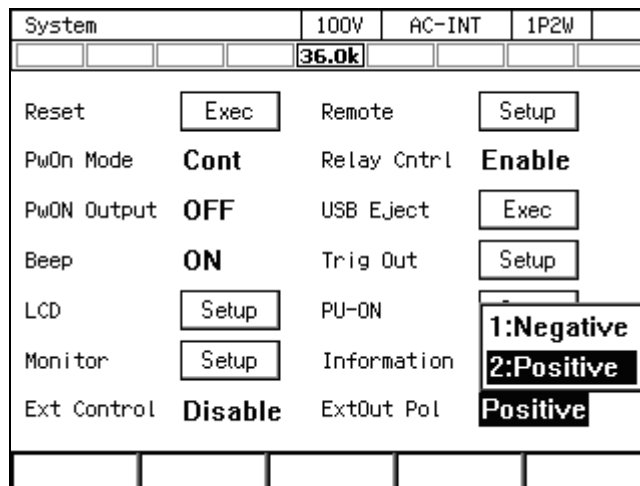 System 100V AC-INT 1P2W
36.0k
Reset Exec Remote Setup
PwOn Mode Cont Relay Cntrl Enable
PwON Output OFF USB Eject Exec
Beep ON Trig Out Setup
LCD Setup PU-ON
1:Negative
Monitor Setup Information 2:Positive
Ext Control Disable ExtOut Pol Positive